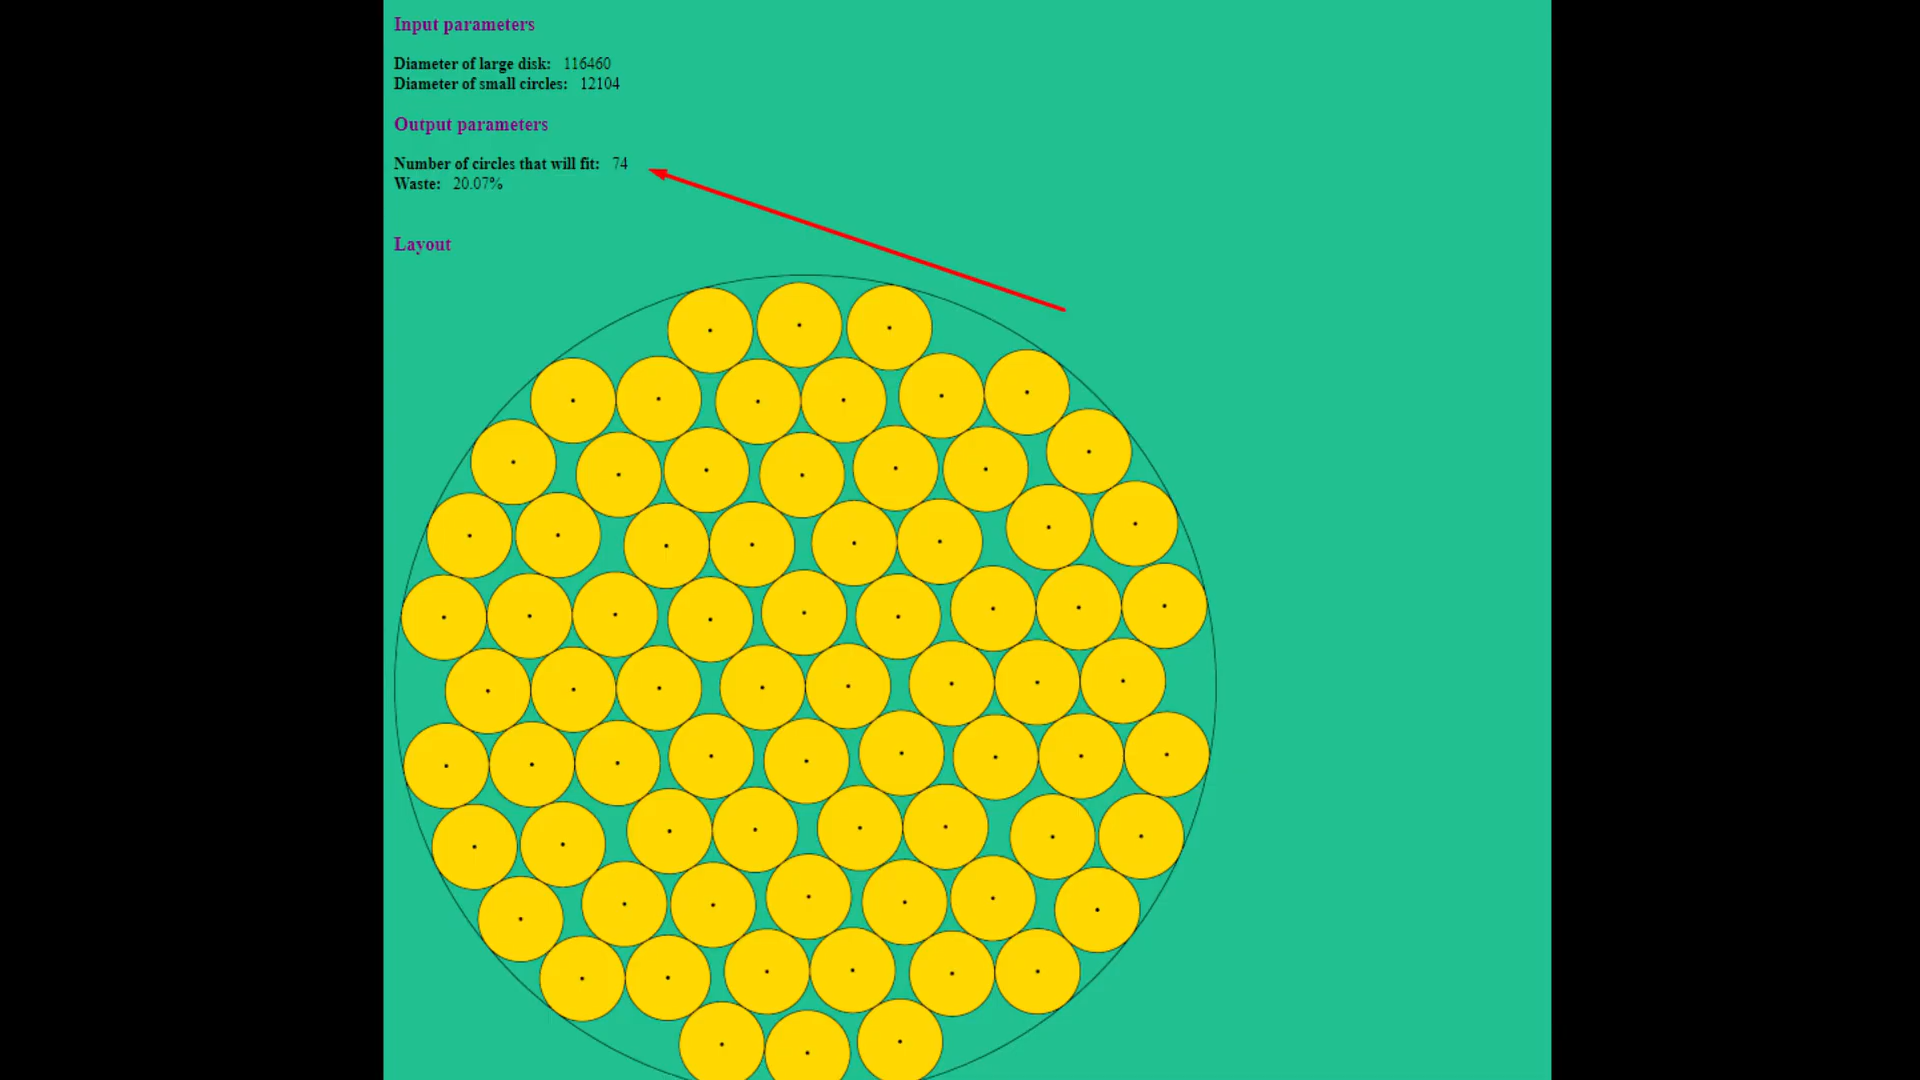 Input parameters
Diameter of large disk: 116460
Diameter of small circles: 12104
Output parameters
Number of circles that will fit: 74
Waste: 20.07%
Layout